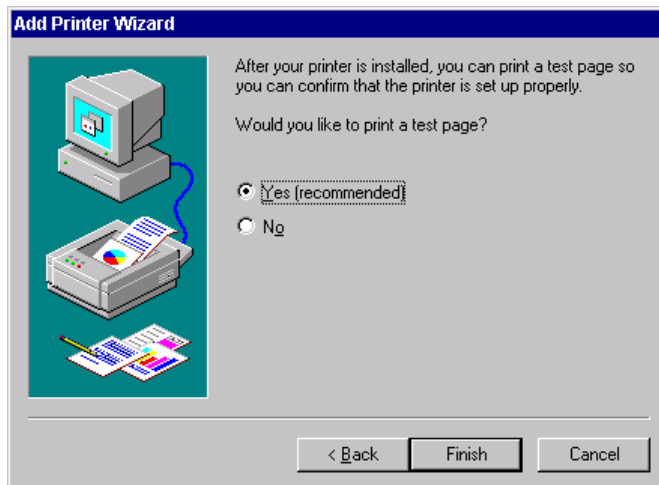 Add Printer Wizard
After your printer is installed, you can print a test page so
you can confirm that the printer is set up properly.
Would you like to print a test page?
Yes (recommended)
No
< Back
Finish
Cancel